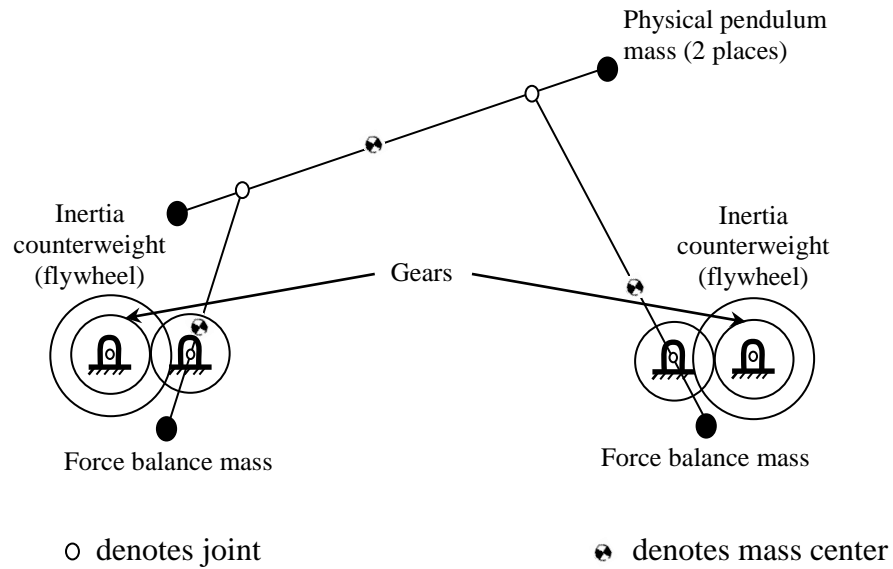 Physical pendulum
mass (2 places)
Inertia
counterweight
(flywheel)
Gears
Inertia
counterweight
(flywheel)
Force balance mass
Force balance mass
denotes joint
denotes mass center